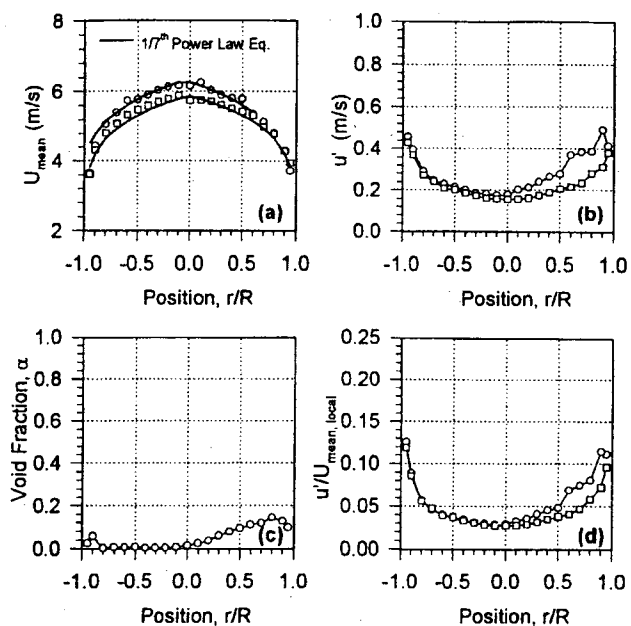 8
6
4
2
U_mean (m/s)
1/7^th Power Law Eq.
(a)
-1.0 -0.5 0.0 0.5 1.0
Position, r/R
1.0
0.8
0.6
0.4
0.2
0.0
u' (m/s)
(b)
-1.0 -0.5 0.0 0.5 1.0
Position, r/R
1.0
0.8
0.6
0.4
0.2
0.0
Void Fraction, α
(c)
-1.0 -0.5 0.0 0.5 1.0
Position, r/R
0.25
0.20
0.15
0.10
0.05
0.00
u'/U_mean, local
(d)
-1.0 -0.5 0.0 0.5 1.0
Position, r/R